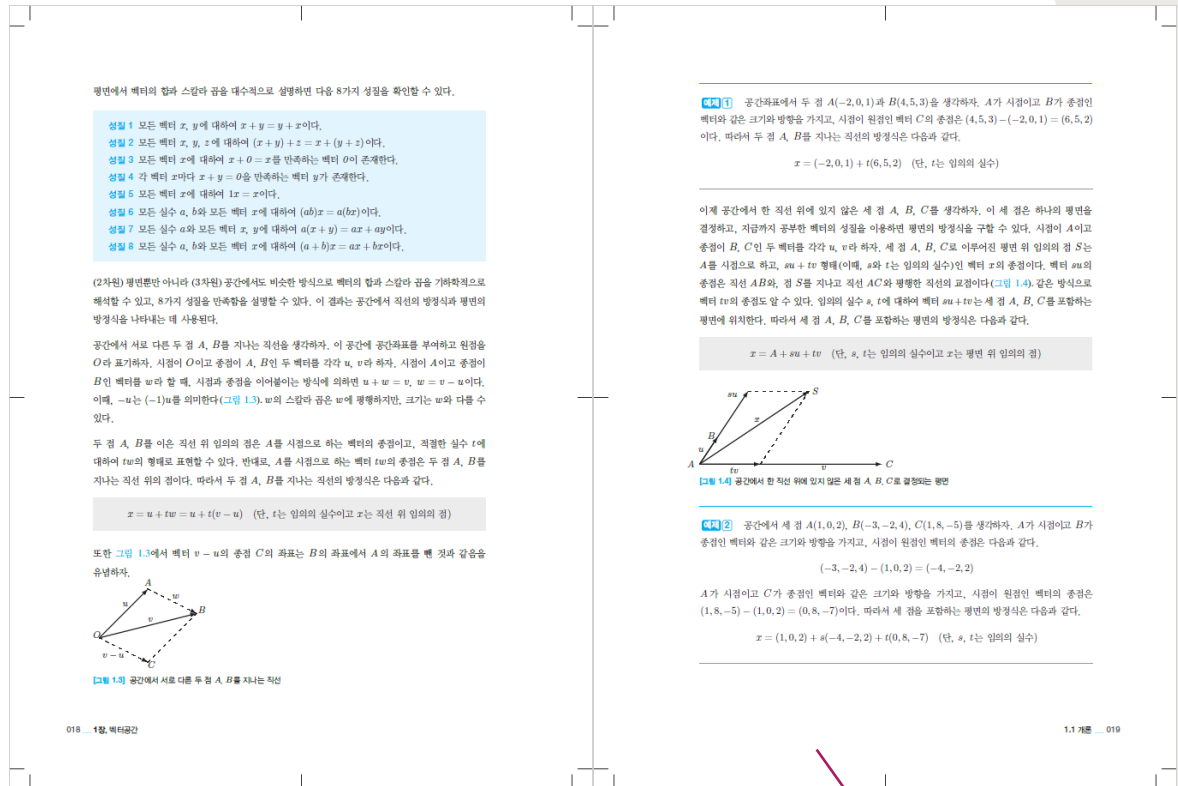 평면에서 벡터의 합과 스칼라 곱을 대수적으로 설명하면 다음 8가지 성질을 확인할 수 있다.
성질 1 모든 벡터 x, y에 대하여 x + y = y + x이다.
성질 2 모든 벡터 x, y, z에 대하여 (x + y) + z = x + (y + z)이다.
성질 3 모든 벡터 x에 대하여 x + 0 = x를 만족하는 벡터 0이 존재한다.
성질 4 각 벡터 x마다 x + y = 0을 만족하는 벡터 y가 존재한다.
성질 5 모든 벡터 x에 대하여 1x = x이다.
성질 6 모든 실수 a, b와 모든 벡터 x에 대하여 (ab)x = a(bx)이다.
성질 7 모든 실수 a와 모든 벡터 x, y에 대하여 a(x + y) = ax + ay이다.
성질 8 모든 실수 a, b와 모든 벡터 x에 대하여 (a + b)x = ax + bx이다.
(2차원) 평면뿐만 아니라 (3차원) 공간에서도 비슷한 방식으로 벡터의 합과 스칼라 곱을 기하학적으로
해석할 수 있고, 8가지 성질을 만족함을 설명할 수 있다. 이 결과는 공간에서 직선의 방정식과 평면의
방정식을 나타내는 데 사용된다.
공간에서 서로 다른 두 점 A, B를 지나는 직선을 생각하자. 이 공간에 공간좌표를 부여하고 원점을
O라 표기하자. 시점이 O이고 종점이 A, B인 두 벡터를 각각 u, v라 하자. 시점이 A이고 종점이
B인 벡터를 w라 할 때, 시점과 종점을 이어붙이는 방식에 의하면 u + w = v, w = v − u이다.
이때, −u는 (−1)u를 의미한다(그림 1.3). w의 스칼라 곱은 w에 평행하지만, 크기는 w와 다를 수
있다.
두 점 A, B를 이은 직선 위 임의의 점은 A를 시점으로 하는 벡터의 종점이고, 적절한 실수 t에
대하여 tw의 형태로 표현할 수 있다. 반대로, A를 시점으로 하는 벡터 tw의 종점은 두 점 A, B를
지나는 직선 위의 점이다. 따라서 두 점 A, B를 지나는 직선의 방정식은 다음과 같다.
x = u + tw = u + t(v − u) (단, t는 임의의 실수이고 x는 직선 위 임의의 점)
또한 그림 1.3에서 벡터 v − u의 종점 C의 좌표는 B의 좌표에서 A의 좌표를 뺀 것과 같음을
유념하자.
A
u
w
B
v
O
v − u
C
[그림 1.3] 공간에서 서로 다른 두 점 A, B를 지나는 직선
018 __ 1장. 벡터공간
예제 1 공간좌표에서 두 점 A(−2, 0, 1)과 B(4, 5, 3)을 생각하자. A가 시점이고 B가 종점인
벡터와 같은 크기와 방향을 가지고, 시점이 원점인 벡터 C의 종점은 (4, 5, 3) − (−2, 0, 1) = (6, 5, 2)
이다. 따라서 두 점 A, B를 지나는 직선의 방정식은 다음과 같다.
x = (−2, 0, 1) + t(6, 5, 2) (단, t는 임의의 실수)
이제 공간에서 한 직선 위에 있지 않은 세 점 A, B, C를 생각하자. 이 세 점은 하나의 평면을
결정하고, 지금까지 공부한 벡터의 성질을 이용하면 평면의 방정식을 구할 수 있다. 시점이 A이고
종점이 B, C인 두 벡터를 각각 u, v라 하자. 세 점 A, B, C로 이루어진 평면 위 임의의 점 S는
A를 시점으로 하고, su + tv 형태(이때, s와 t는 임의의 실수)인 벡터 x의 종점이다. 벡터 su의
종점은 직선 AB와, 점 S를 지나고 직선 AC와 평행한 직선의 교점이다(그림 1.4). 같은 방식으로
벡터 tv의 종점도 알 수 있다. 임의의 실수 s, t에 대하여 벡터 su+tv는 세 점 A, B, C를 포함하는
평면에 위치한다. 따라서 세 점 A, B, C를 포함하는 평면의 방정식은 다음과 같다.
x = A + su + tv (단, s, t는 임의의 실수이고 x는 평면 위 임의의 점)
su
S
x
B
u
A
tv
v
C
[그림 1.4] 공간에서 한 직선 위에 있지 않은 세 점 A, B, C로 결정되는 평면
예제 2 공간에서 세 점 A(1, 0, 2), B(−3, −2, 4), C(1, 8, −5)를 생각하자. A가 시점이고 B가
종점인 벡터와 같은 크기와 방향을 가지고, 시점이 원점인 벡터의 종점은 다음과 같다.
(−3, −2, 4) − (1, 0, 2) = (−4, −2, 2)
A가 시점이고 C가 종점인 벡터와 같은 크기와 방향을 가지고, 시점이 원점인 벡터의 종점은
(1, 8, −5) − (1, 0, 2) = (0, 8, −7)이다. 따라서 세 점을 포함하는 평면의 방정식은 다음과 같다.
x = (1, 0, 2) + s(−4, −2, 2) + t(0, 8, −7) (단, s, t는 임의의 실수)
1.1 개론 __ 019